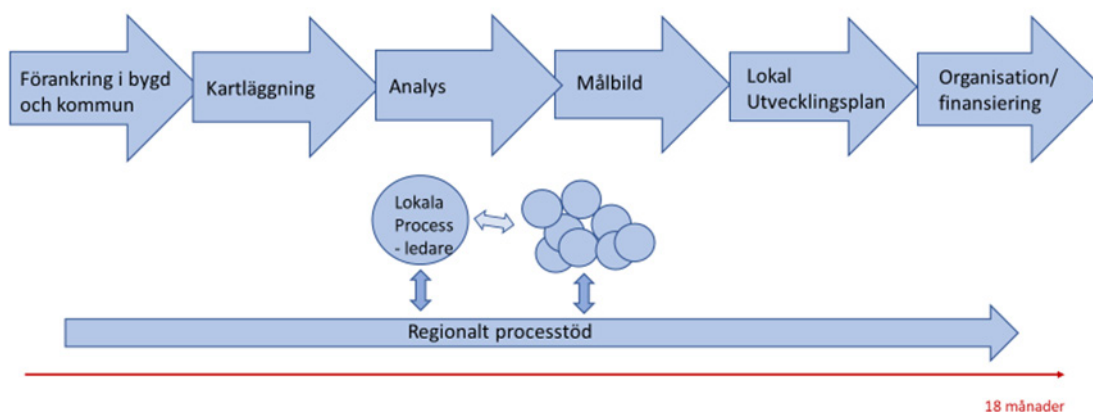 Förankring i bygd
och kommun
Kartläggning
Analys
Målbild
Lokal
Utvecklingsplan
Organisation/
finansiering
Lokala
Process
- ledare
Regionalt processtöd
18 månader